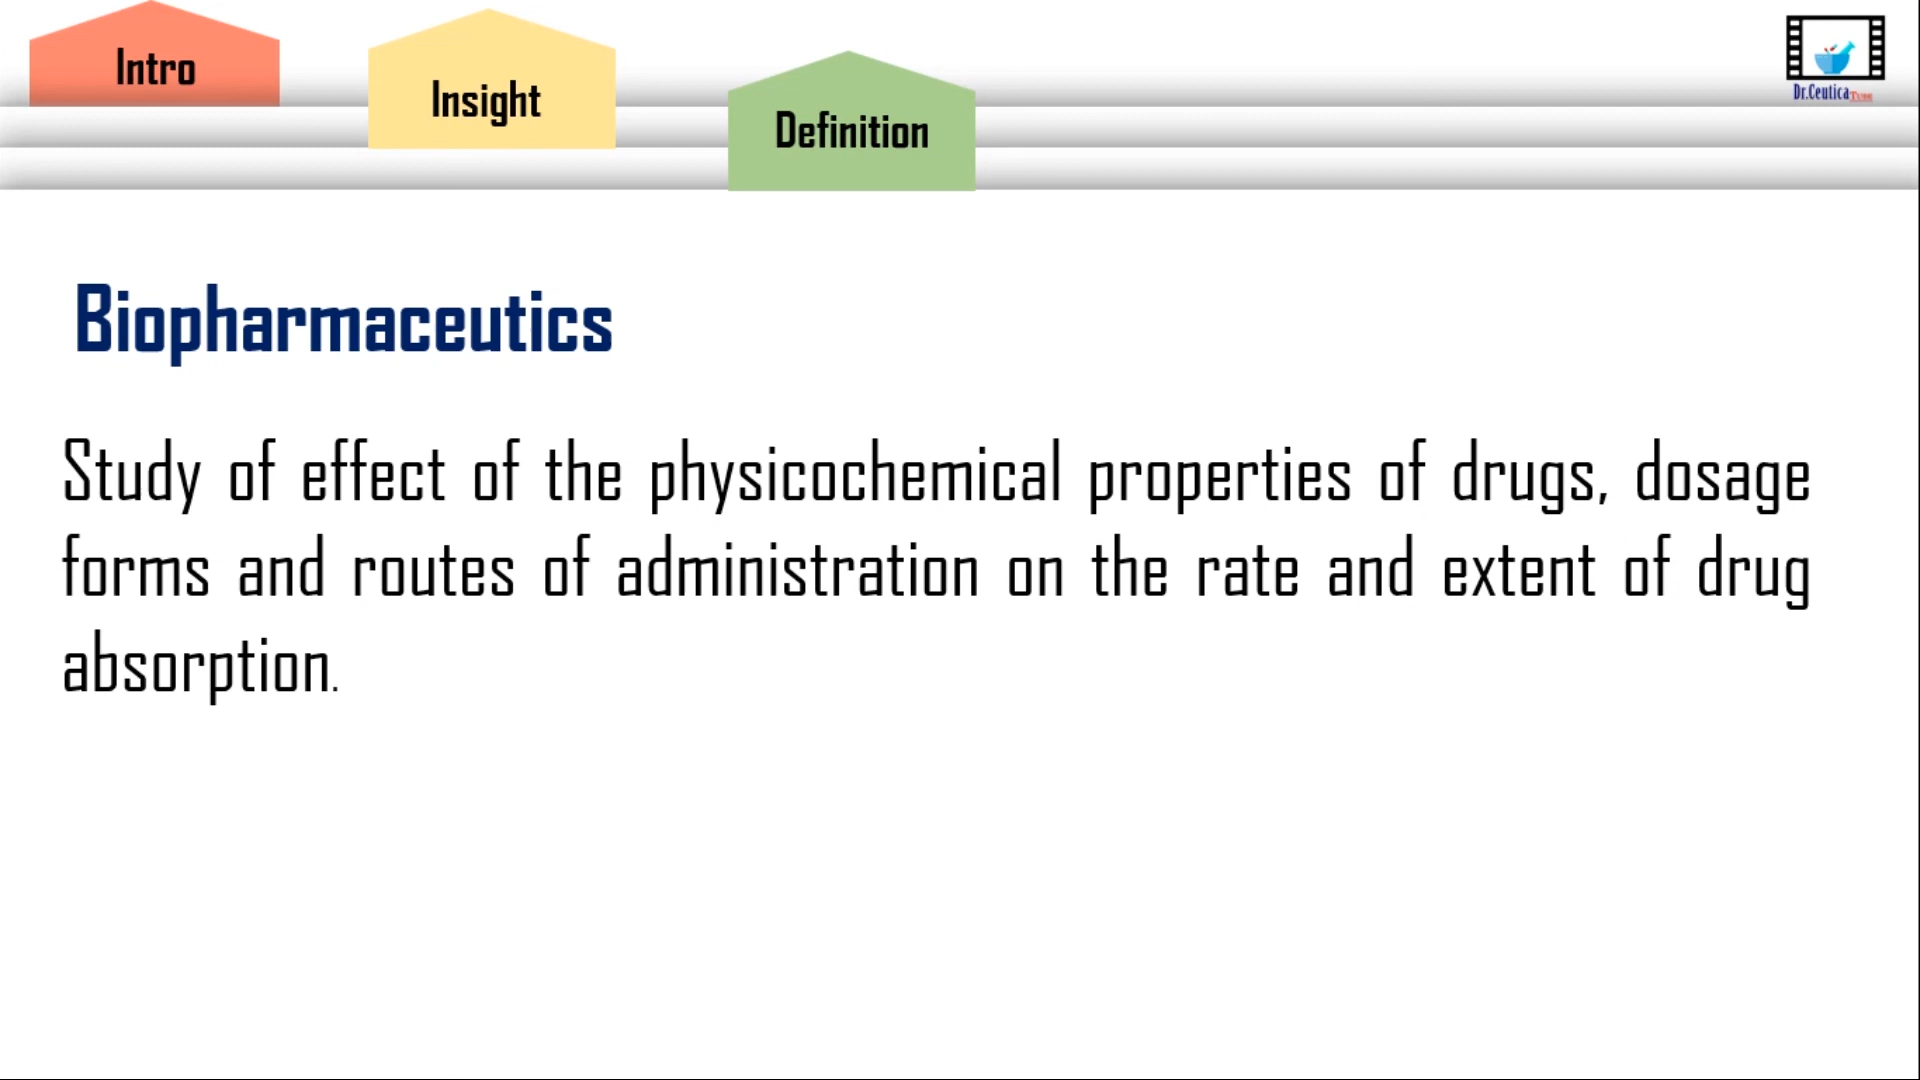 Intro
Insight
Definition
Dr.CeuticaTube
Biopharmaceutics
Study of effect of the physicochemical properties of drugs, dosage
forms and routes of administration on the rate and extent of drug
absorption.